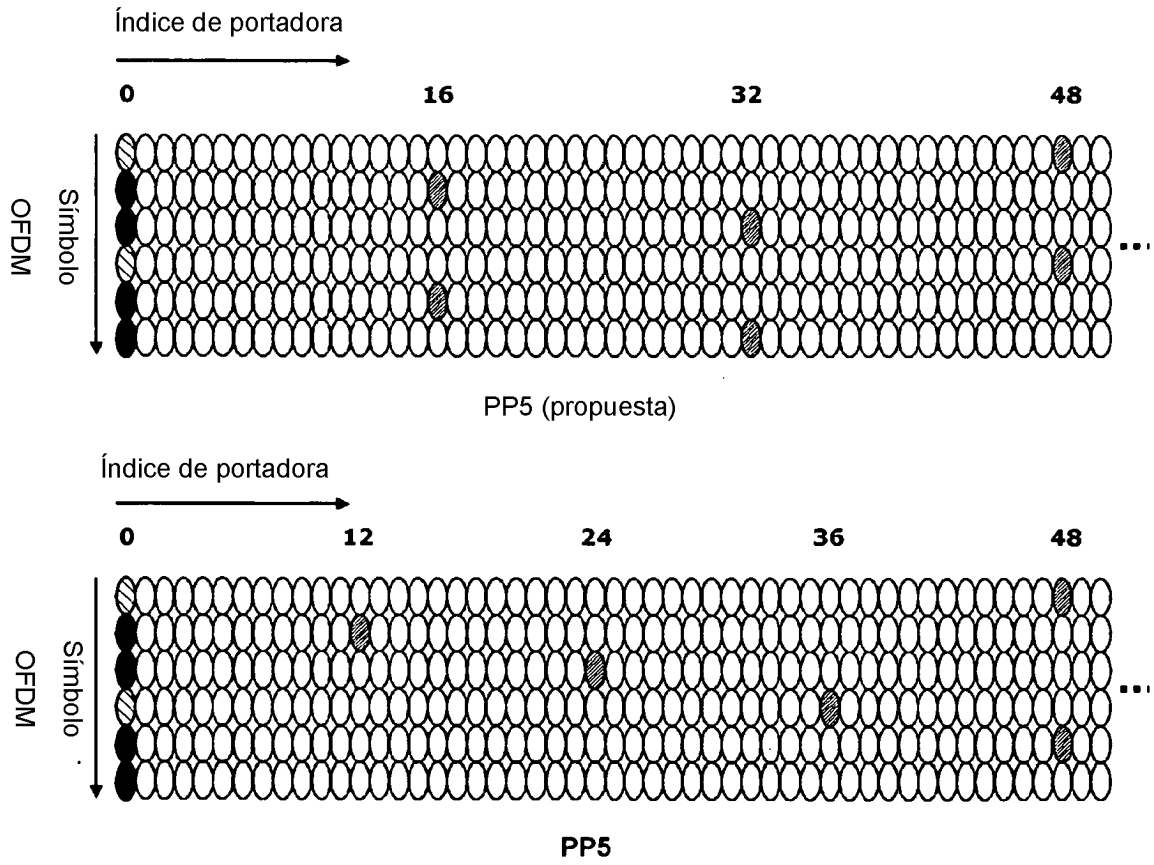 Índice de portadora
0 16 32 48
Símbolo
OFDM
...
PP5 (propuesta)
Índice de portadora
0 12 24 36 48
Símbolo
OFDM
...
PP5